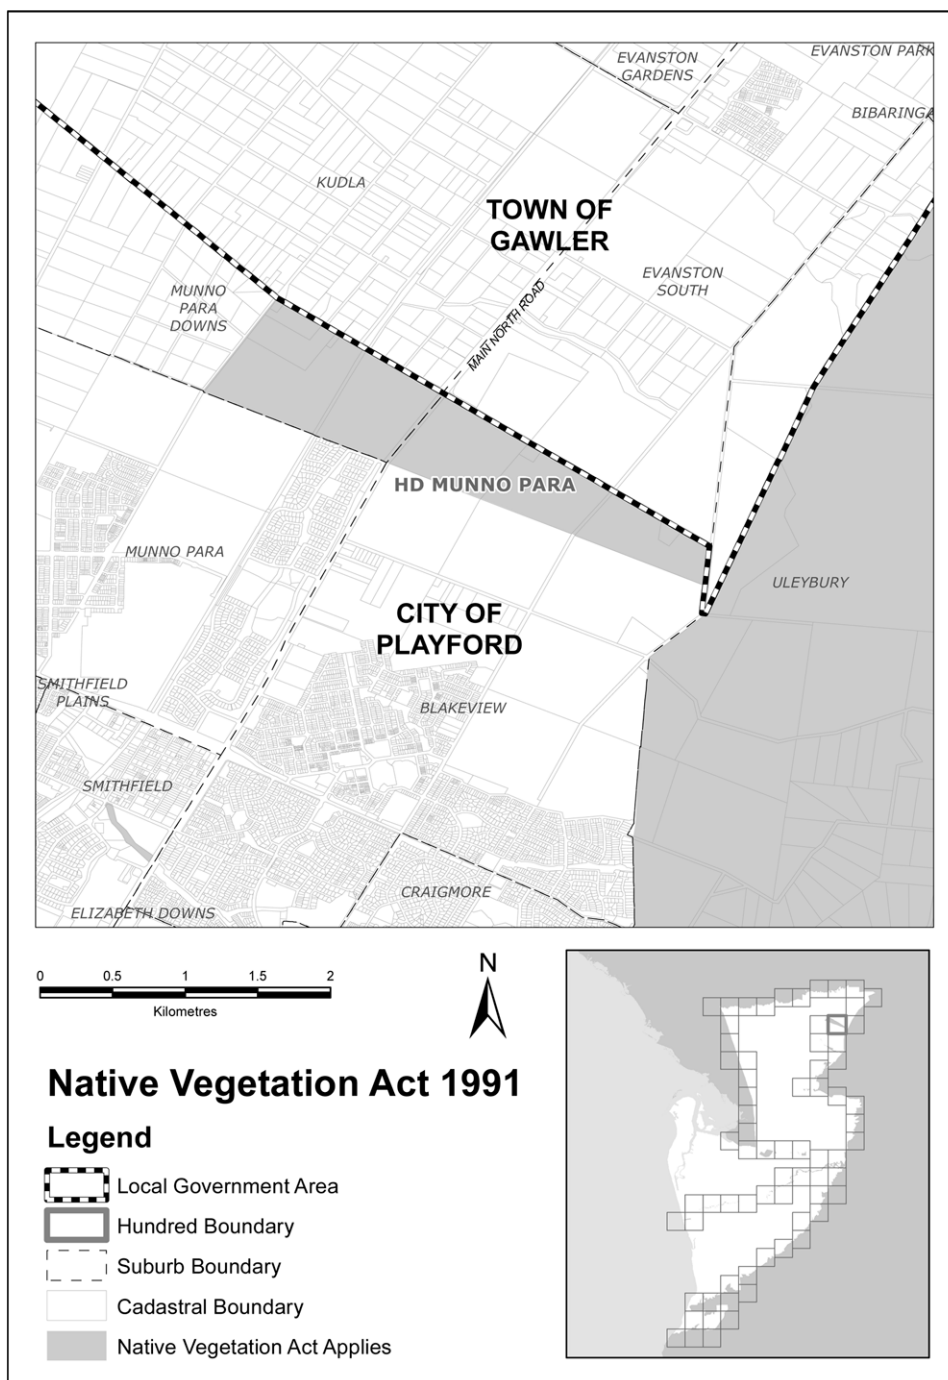 EVANSTON
GARDENS
EVANSTON PARK
BIBARINGA
KUDLA
TOWN OF
GAWLER
EVANSTON
SOUTH
MUNNO
PARA
DOWNS
MAIN NORTH ROAD
HD MUNNO PARA
MUNNO PARA
ULEYBURY
CITY OF
PLAYFORD
SMITHFIELD
PLAINS
BLAKEVIEW
SMITHFIELD
CRAIGMORE
ELIZABETH DOWNS
0 0.5 1 1.5 2
Kilometres
N
Native Vegetation Act 1991
Legend
Local Government Area
Hundred Boundary
Suburb Boundary
Cadastral Boundary
Native Vegetation Act Applies